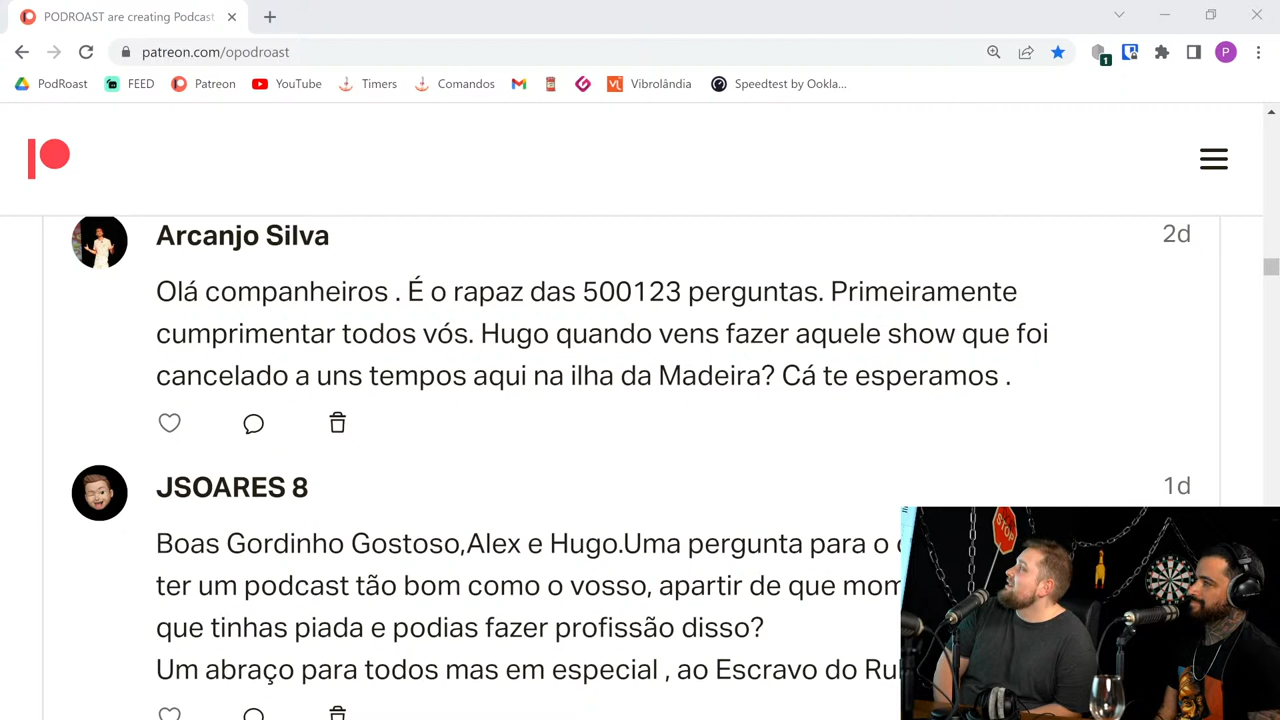 PODROAST are creating Podcast
patreon.com/opodroast
P
1
PodRoast
FEED
Patreon
YouTube
Timers
Comandos
Vibrolândia
Speedtest by Ookla...
Arcanjo Silva
2d
Olá companheiros . É o rapaz das 500123 perguntas. Primeiramente
cumprimentar todos vós. Hugo quando vens fazer aquele show que foi
cancelado a uns tempos aqui na ilha da Madeira? Cá te esperamos .
JSOARES 8
1d
Boas Gordinho Gostoso,Alex e Hugo.Uma pergunta para o
ter um podcast tão bom como o vosso, apartir de que
que tinhas piada e podias fazer profissão disso?
Um abraço para todos mas em especial , ao Escravo do
STOP